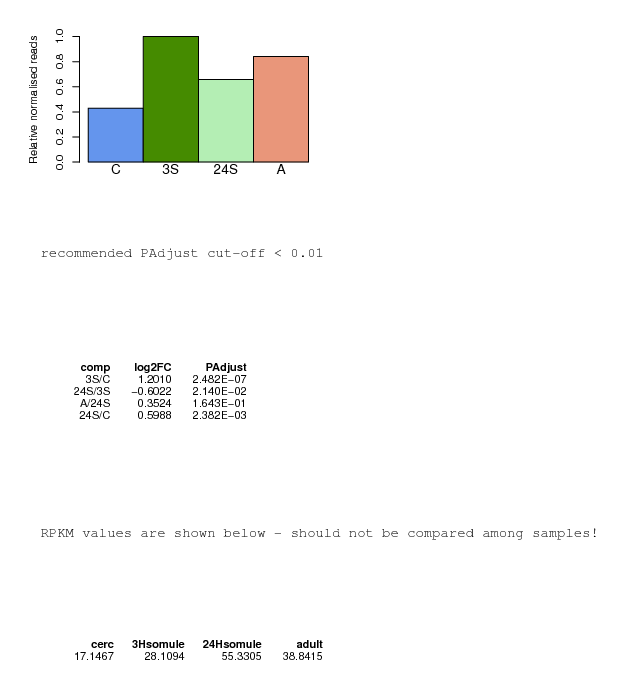 Relative normalised reads
1.0
0.8
0.6
0.4
0.2
0.0
C 3S 24S A
recommended PAdjust cut-off < 0.01
comp log2FC PAdjust
3S/C 1.2010 2.482E−07
24S/3S −0.6022 2.140E−02
A/24S 0.3524 1.643E−01
24S/C 0.5988 2.382E−03
RPKM values are shown below - should not be compared among samples!
cerc 3Hsomule 24Hsomule adult
17.1467 28.1094 55.3305 38.8415